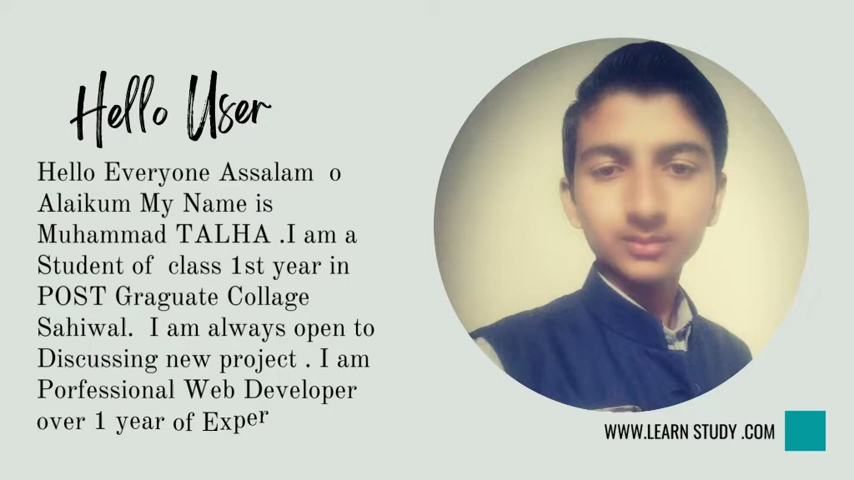 Hello User
Hello Everyone Assalam o
Alaikum My Name is
Muhammad TALHA .I am a
Student of class 1st year in
POST Graguate Collage
Sahiwal. I am always open to
Discussing new project . I am
Porfessional Web Developer
over 1 year of Exper
WWW.LEARN STUDY .COM